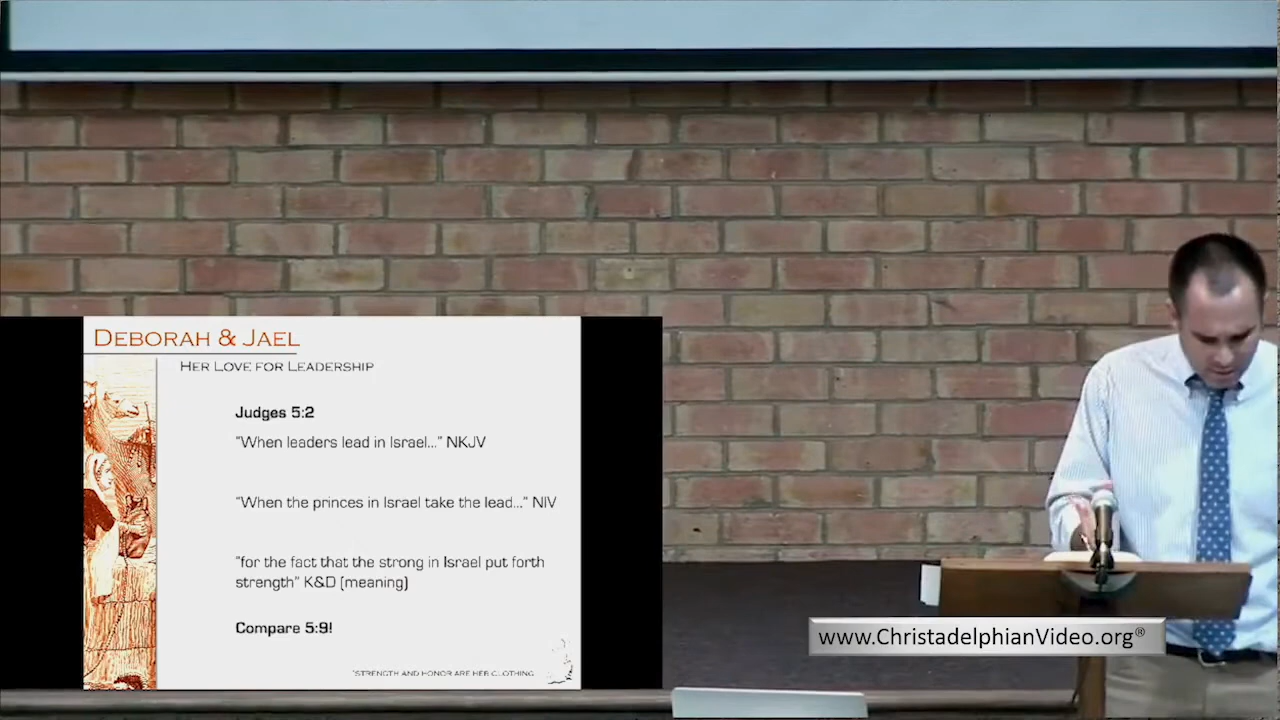 DEBORAH & JAEL
HER LOVE FOR LEADERSHIP
Judges 5:2
"When leaders lead in Israel..." NKJV
"When the princes in Israel take the lead..." NIV
"for the fact that the strong in Israel put forth
strength" K&D (meaning)
Compare 5:9!
"STRENGTH AND HONOR ARE HER CLOTHING
www.ChristadelphianVideo.org®